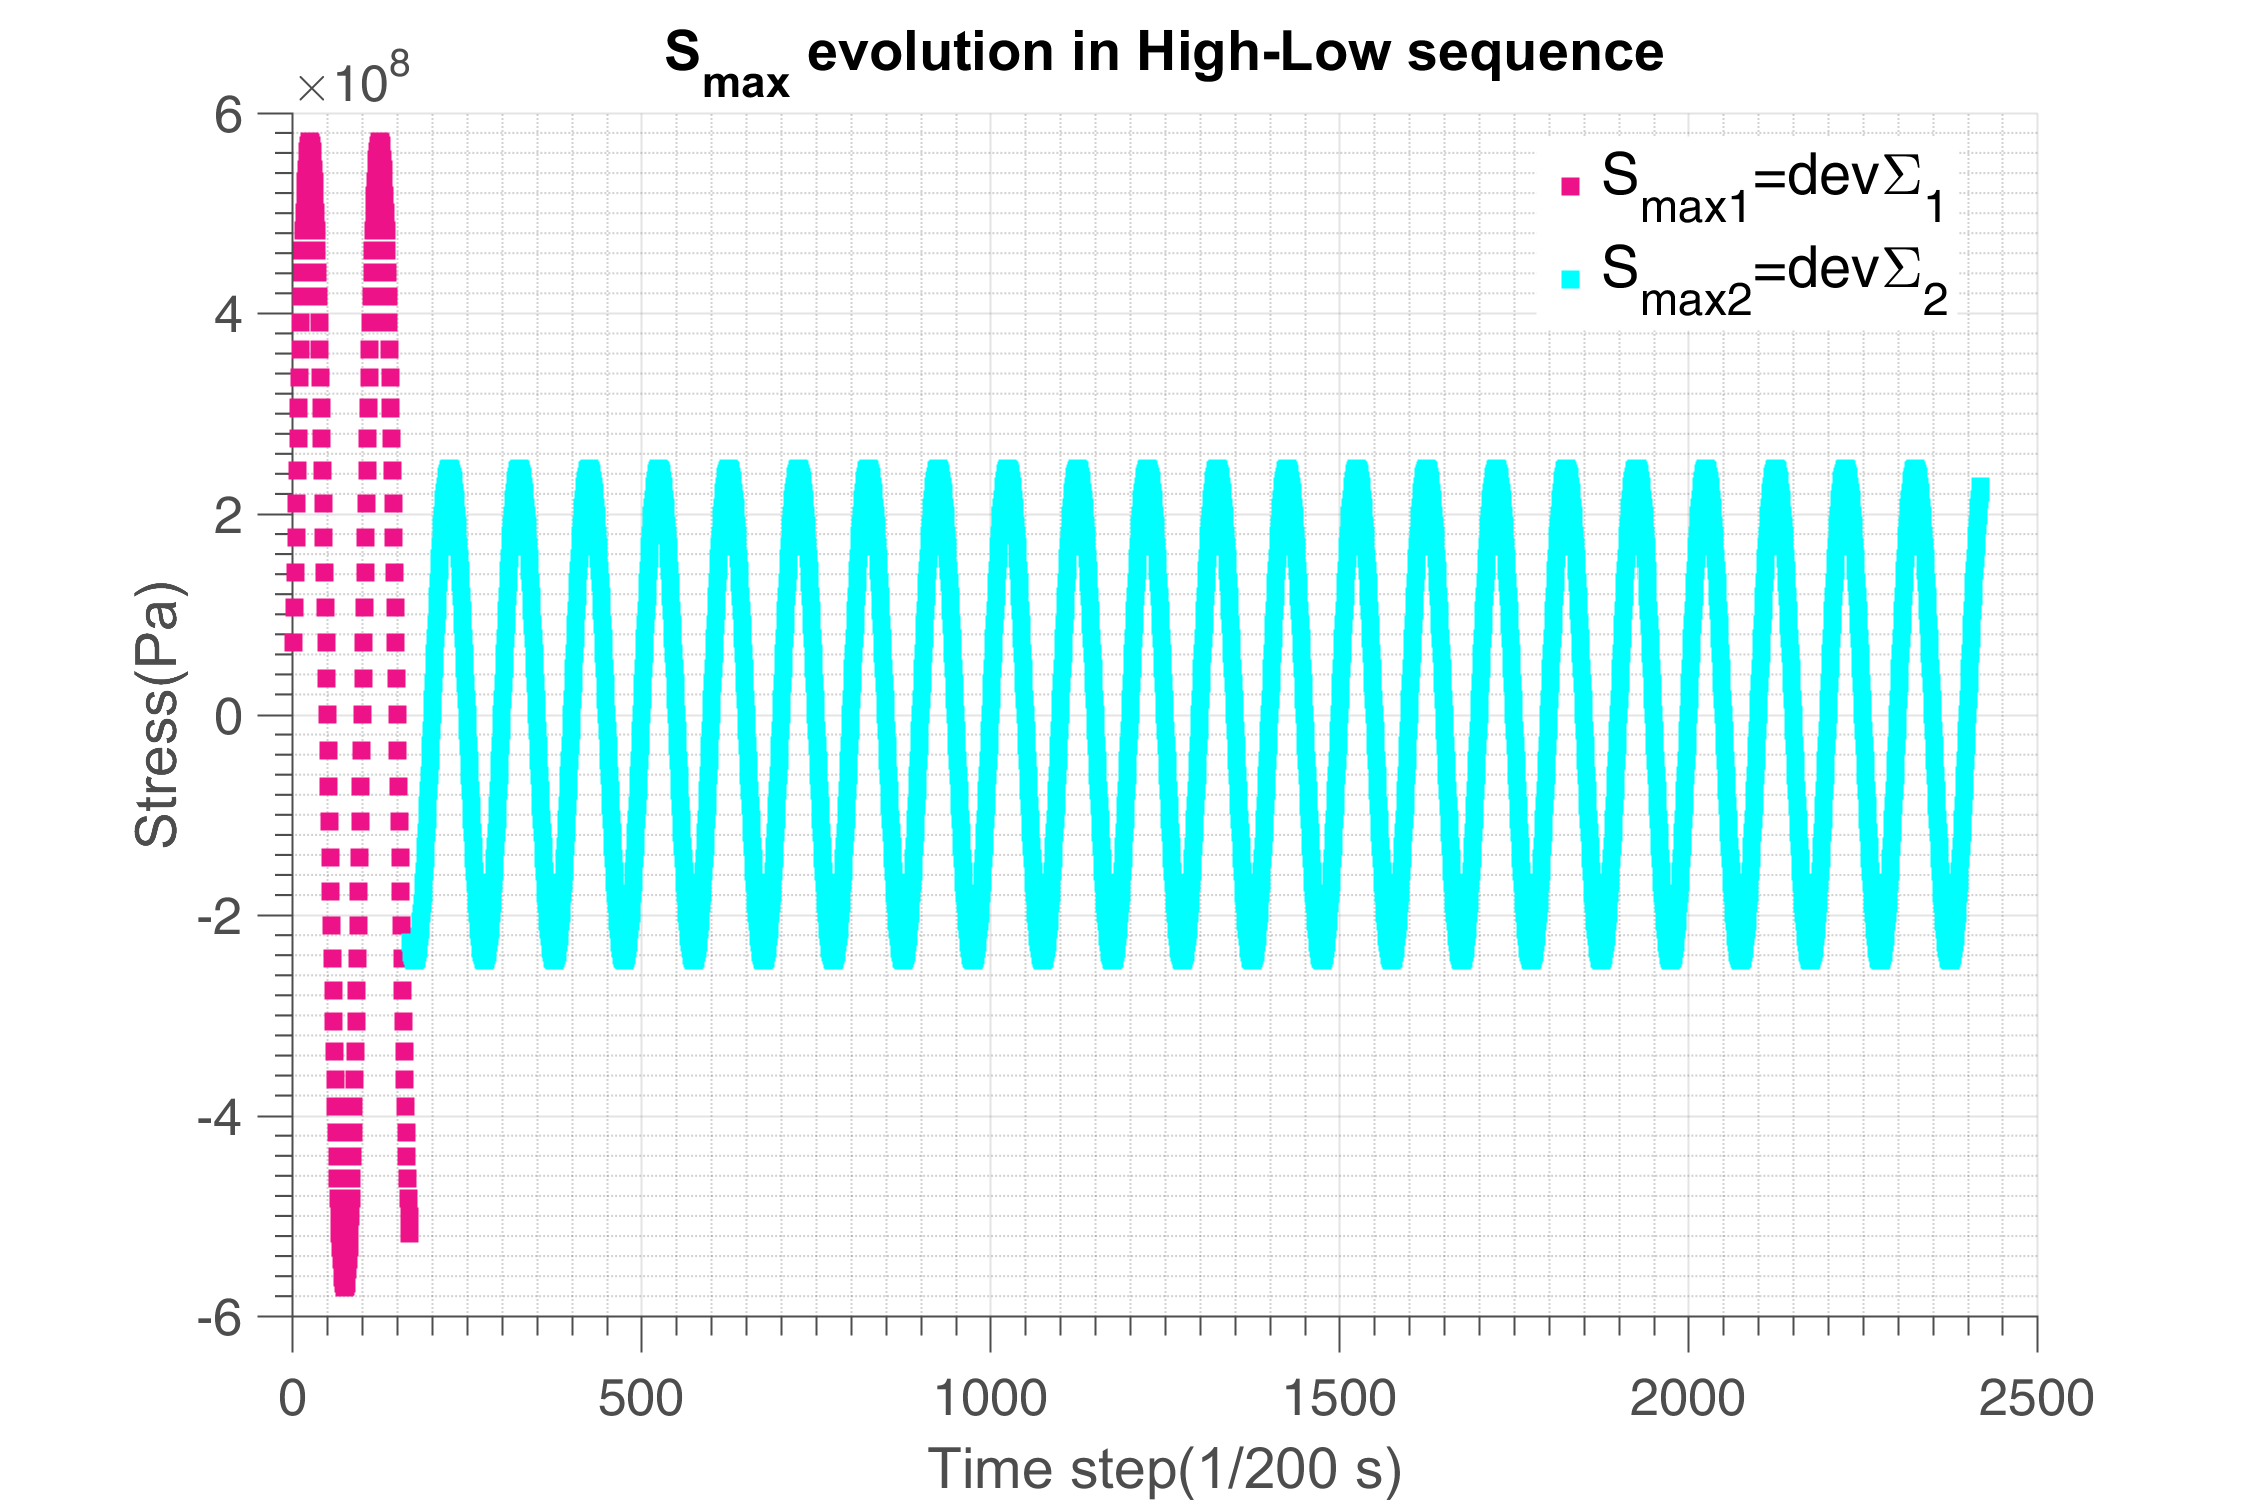 S_max evolution in High-Low sequence
×10^8
6
4
2
0
-2
-4
-6
Stress(Pa)
S_max1=devΣ_1
S_max2=devΣ_2
0 500 1000 1500 2000 2500
Time step(1/200 s)